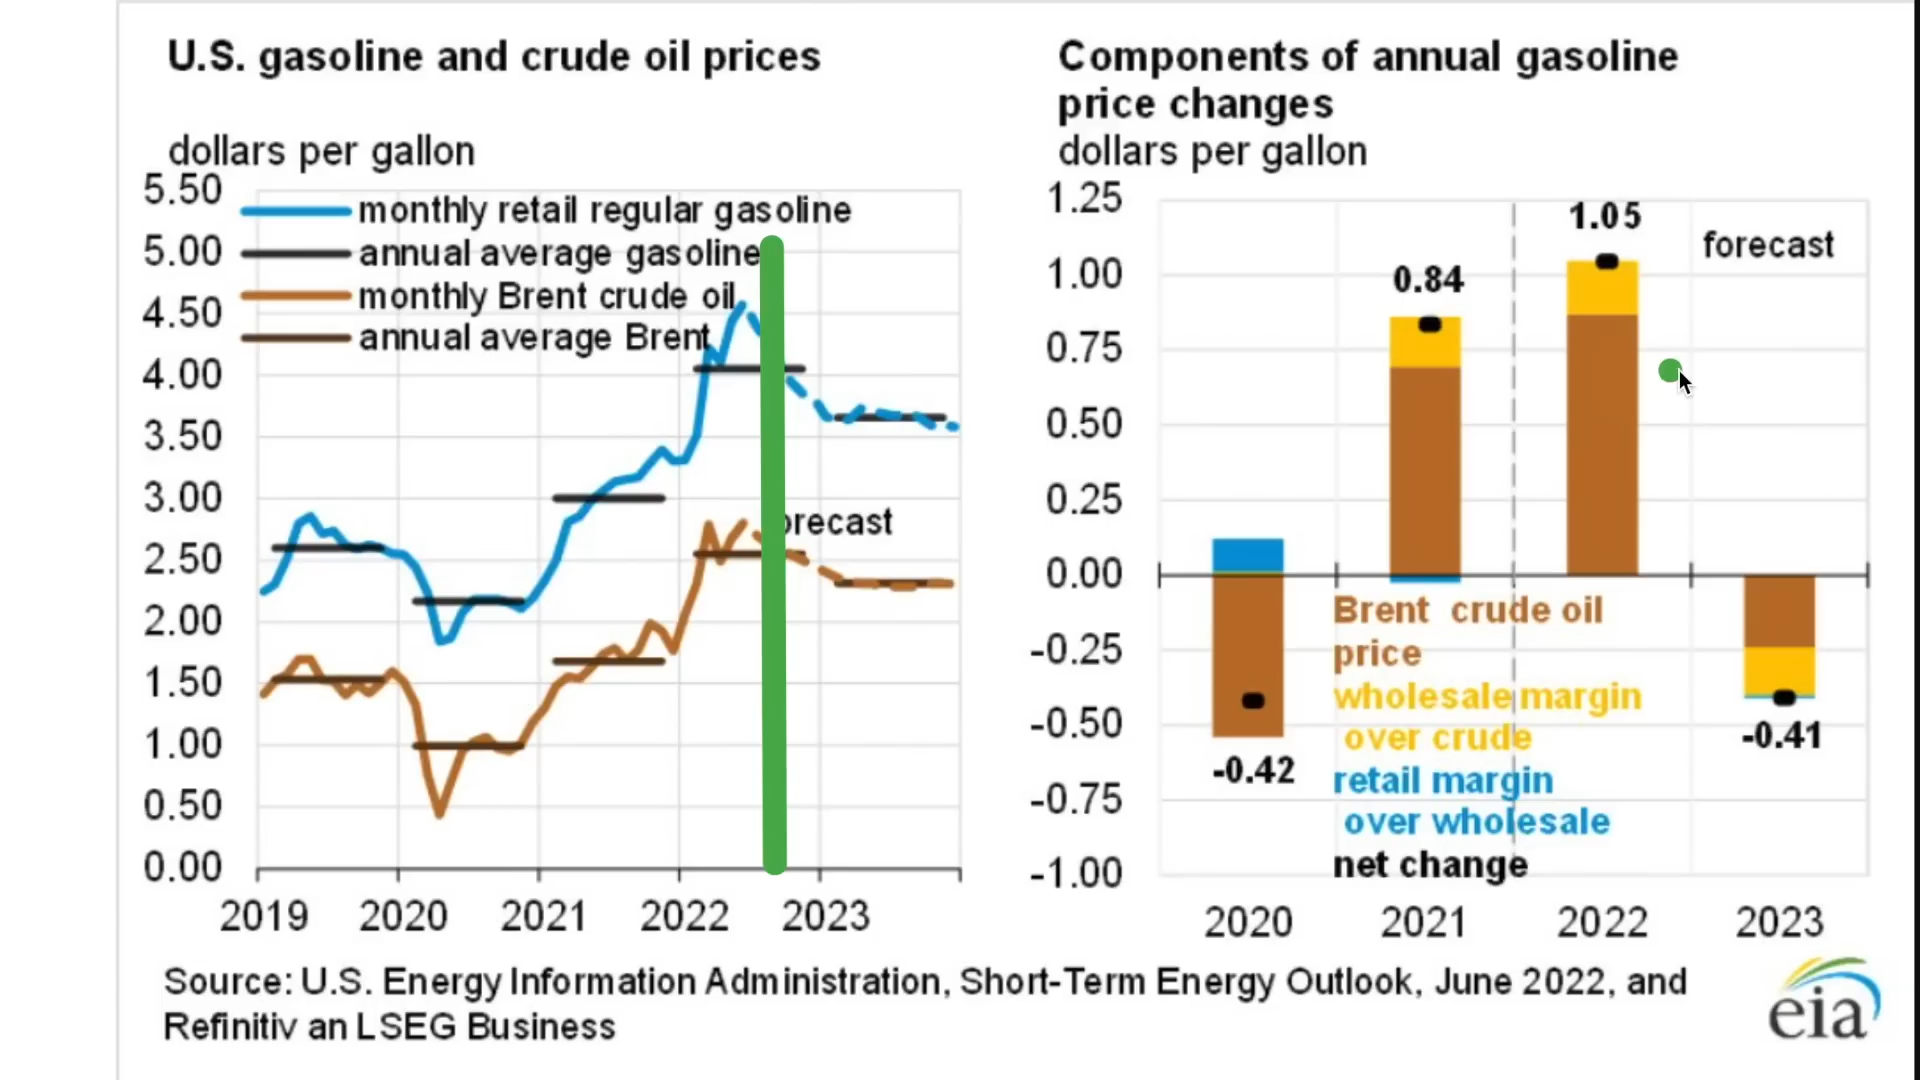 U.S. gasoline and crude oil prices
dollars per gallon
5.50
5.00
4.50
4.00
3.50
3.00
2.50
2.00
1.50
1.00
0.50
0.00
monthly retail regular gasoline
annual average gasoline
monthly Brent crude oil
annual average Brent
orecast
2019 2020 2021 2022 2023
Components of annual gasoline
price changes
dollars per gallon
1.25
1.00
0.75
0.50
0.25
0.00
-0.25
-0.50
-0.75
-1.00
0.84
1.05
forecast
-0.42
-0.41
Brent crude oil
price
wholesale margin
over crude
retail margin
over wholesale
net change
2020 2021 2022 2023
Source: U.S. Energy Information Administration, Short-Term Energy Outlook, June 2022, and
Refinitiv an LSEG Business
eia